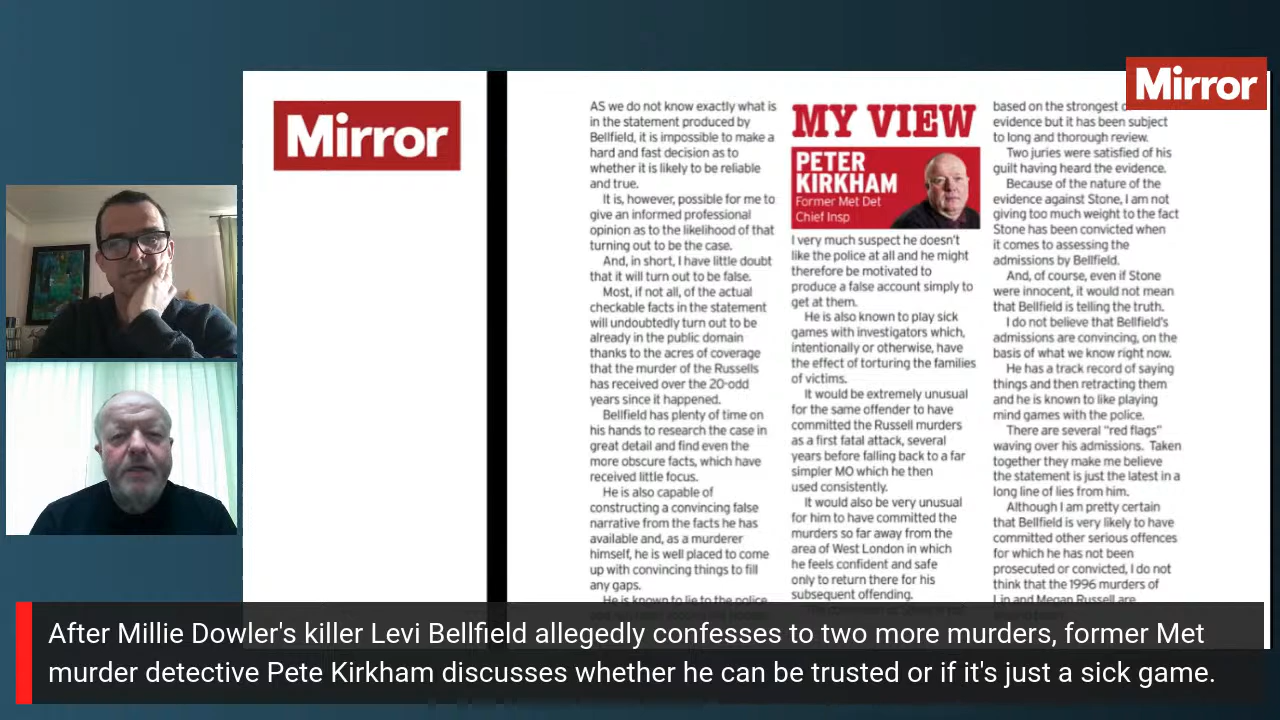 Mirror
Mirror
AS we do not know exactly what is
in the statement produced by
Bellfield, it is impossible to make a
hard and fast decision as to
whether it is likely to be reliable
and true.
It is, however, possible for me to
give an informed professional
opinion as to the likelihood of that
turning out to be the case.
And, in short, I have little doubt
that it will turn out to be false.
Most, if not all, of the actual
checkable facts in the statement
will undoubtedly turn out to be
already in the public domain
thanks to the acres of coverage
that the murder of the Russells
has received over the 20-odd
years since it happened.
Bellfield has plenty of time on
his hands to research the case in
great detail and find even the
more obscure facts, which have
received little focus.
He is also capable of
constructing a convincing false
narrative from the facts he has
available and, as a murderer
himself, he is well placed to come
up with convincing things to fill
any gaps.
He is known to lie to the police
MY VIEW
PETER
KIRKHAM
Former Met Det
Chief Insp
I very much suspect he doesn't
like the police at all and he might
therefore be motivated to
produce a false account simply to
get at them.
He is also known to play sick
games with investigators which,
intentionally or otherwise, have
the effect of torturing the families
of victims.
It would be extremely unusual
for the same offender to have
committed the Russell murders
as a first fatal attack, several
years before falling back to a far
simpler MO which he then
used consistently.
It would also be very unusual
for him to have committed the
murders so far away from the
area of West London in which
he feels confident and safe
only to return there for his
subsequent offending.
based on the strongest
evidence but it has been subject
to long and thorough review.
Two juries were satisfied of his
guilt having heard the evidence.
Because of the nature of the
evidence against Stone, I am not
giving too much weight to the fact
Stone has been convicted when
it comes to assessing the
admissions by Bellfield.
And, of course, even if Stone
were innocent, it would not mean
that Bellfield is telling the truth.
I do not believe that Bellfield's
admissions are convincing, on the
basis of what we know right now.
He has a track record of saying
things and then retracting them
and he is known to like playing
mind games with the police.
There are several "red flags"
waving over his admissions. Taken
together they make me believe
the statement is just the latest in a
long line of lies from him.
Although I am pretty certain
that Bellfield is very likely to have
committed other serious offences
for which he has not been
prosecuted or convicted, I do not
think that the 1996 murders of
Lin and Megan Russell are
After Millie Dowler's killer Levi Bellfield allegedly confesses to two more murders, former Met
murder detective Pete Kirkham discusses whether he can be trusted or if it's just a sick game.